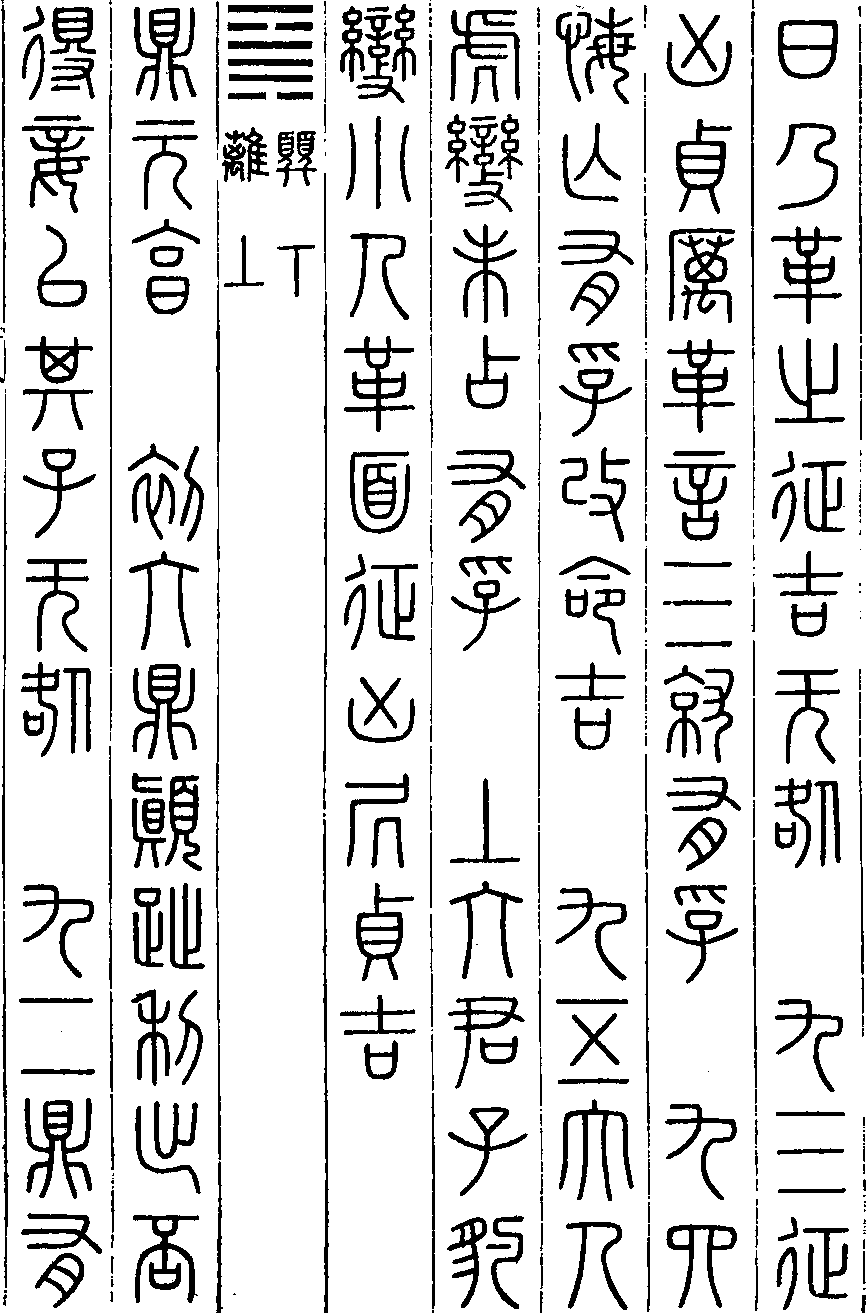 日乃革之征吉无咎 九三征
凶貞厲革言三就有孚 九四
悔亾有孚改命吉 九五大人
虎變未占有孚 上六君子豹
變小人革面征凶凥貞吉
䷱ 巽下離上
鼎元亨 初六鼎顛趾利出否
得妾以其子无咎 九二鼎有